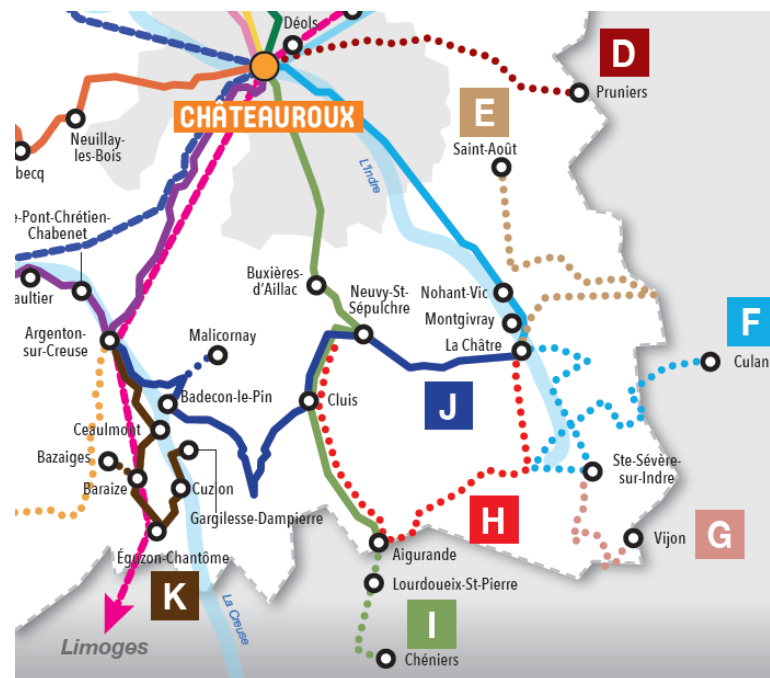 Déols
D
CHÂTEAUROUX
Pruniers
E
Neuillay-
les-Bois
Saint-Août
becq
L'Indre
e-Pont-Chrétien-
Chabenet
Buxières-
d'Aillac
Neuvy-St-
Sépulchre
Nohant-Vic
aultier
Montgivray
F
Argenton-
sur-Creuse
Malicornay
La Châtre
Culan
Badecon-le-Pin
Cluis
J
Ceaulmont
Bazaiges
Ste-Sévère-
sur-Indre
Baraize
Cuzion
Gargilesse-Dampierre
H
G
Vijon
Éguzon-Chantôme
Aigurande
K
Lourdoueix-St-Pierre
La Creuse
I
Limoges
Chéniers